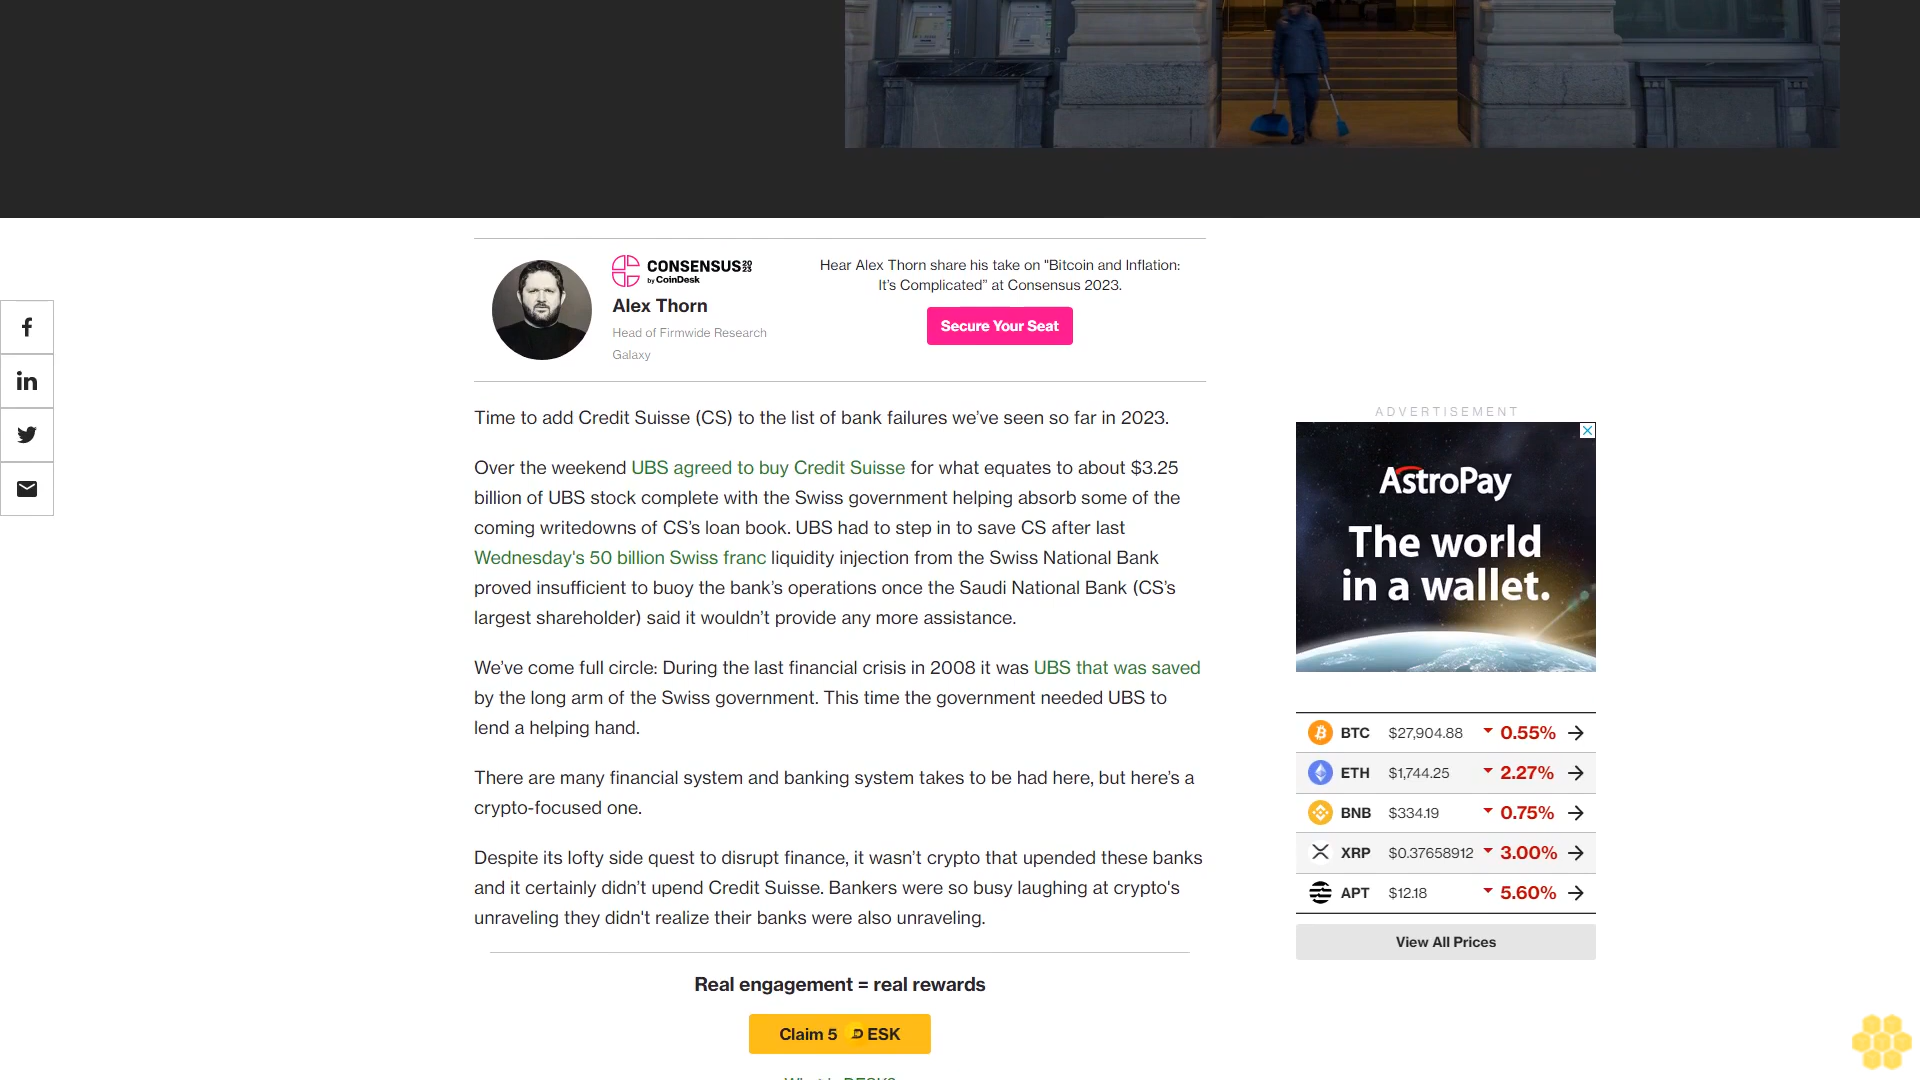 CONSENSUS 2023
by CoinDesk
Alex Thorn
Head of Firmwide Research
Galaxy
Hear Alex Thorn share his take on "Bitcoin and Inflation:
It’s Complicated” at Consensus 2023.
Secure Your Seat
Time to add Credit Suisse (CS) to the list of bank failures we’ve seen so far in 2023.
Over the weekend UBS agreed to buy Credit Suisse for what equates to about $3.25
billion of UBS stock complete with the Swiss government helping absorb some of the
coming writedowns of CS’s loan book. UBS had to step in to save CS after last
Wednesday's 50 billion Swiss franc liquidity injection from the Swiss National Bank
proved insufficient to buoy the bank’s operations once the Saudi National Bank (CS’s
largest shareholder) said it wouldn’t provide any more assistance.
We’ve come full circle: During the last financial crisis in 2008 it was UBS that was saved
by the long arm of the Swiss government. This time the government needed UBS to
lend a helping hand.
There are many financial system and banking system takes to be had here, but here’s a
crypto-focused one.
Despite its lofty side quest to disrupt finance, it wasn’t crypto that upended these banks
and it certainly didn’t upend Credit Suisse. Bankers were so busy laughing at crypto's
unraveling they didn't realize their banks were also unraveling.
Real engagement = real rewards
Claim 5 DESK
What is DESK?
ADVERTISEMENT
AstroPay
The world
in a wallet.
BTC $27,904.88 0.55%
ETH $1,744.25 2.27%
BNB $334.19 0.75%
XRP $0.37658912 3.00%
APT $12.18 5.60%
View All Prices